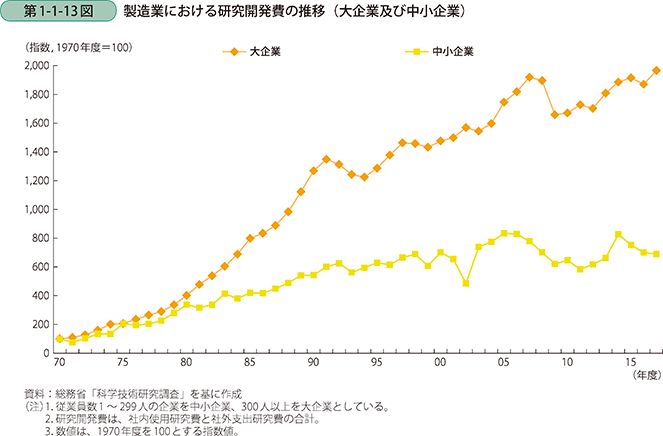 第1-1-13図 製造業における研究開発費の推移（大企業及び中小企業）
（指数，1970年度＝100）
大企業 中小企業
2,000
1,800
1,600
1,400
1,200
1,000
800
600
400
200
0
70 75 80 85 90 95 00 05 10 15
（年度）
資料：総務省「科学技術研究調査」を基に作成
（注）1. 従業員数1～299人の企業を中小企業、300人以上を大企業としている。
2. 研究開発費は、社内使用研究費と社外支出研究費の合計。
3. 数値は、1970年度を100とする指数値。